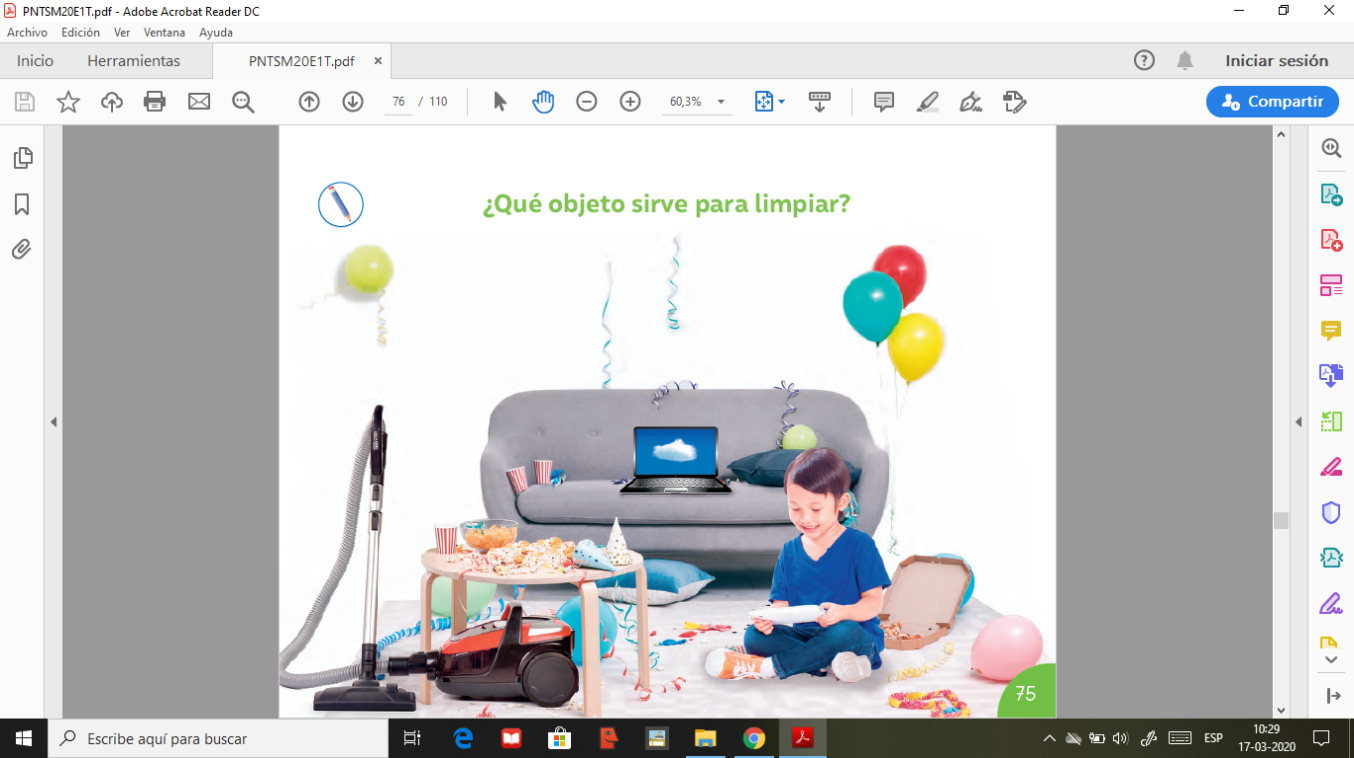 PNTSM20E1T.pdf - Adobe Acrobat Reader DC
Archivo Edición Ver Ventana Ayuda
Inicio Herramientas PNTSM20E1T.pdf × Iniciar sesión
76 / 110 60,3% Compartir
¿Qué objeto sirve para limpiar?
75
Escribe aquí para buscar
ESP
10:29
17-03-2020